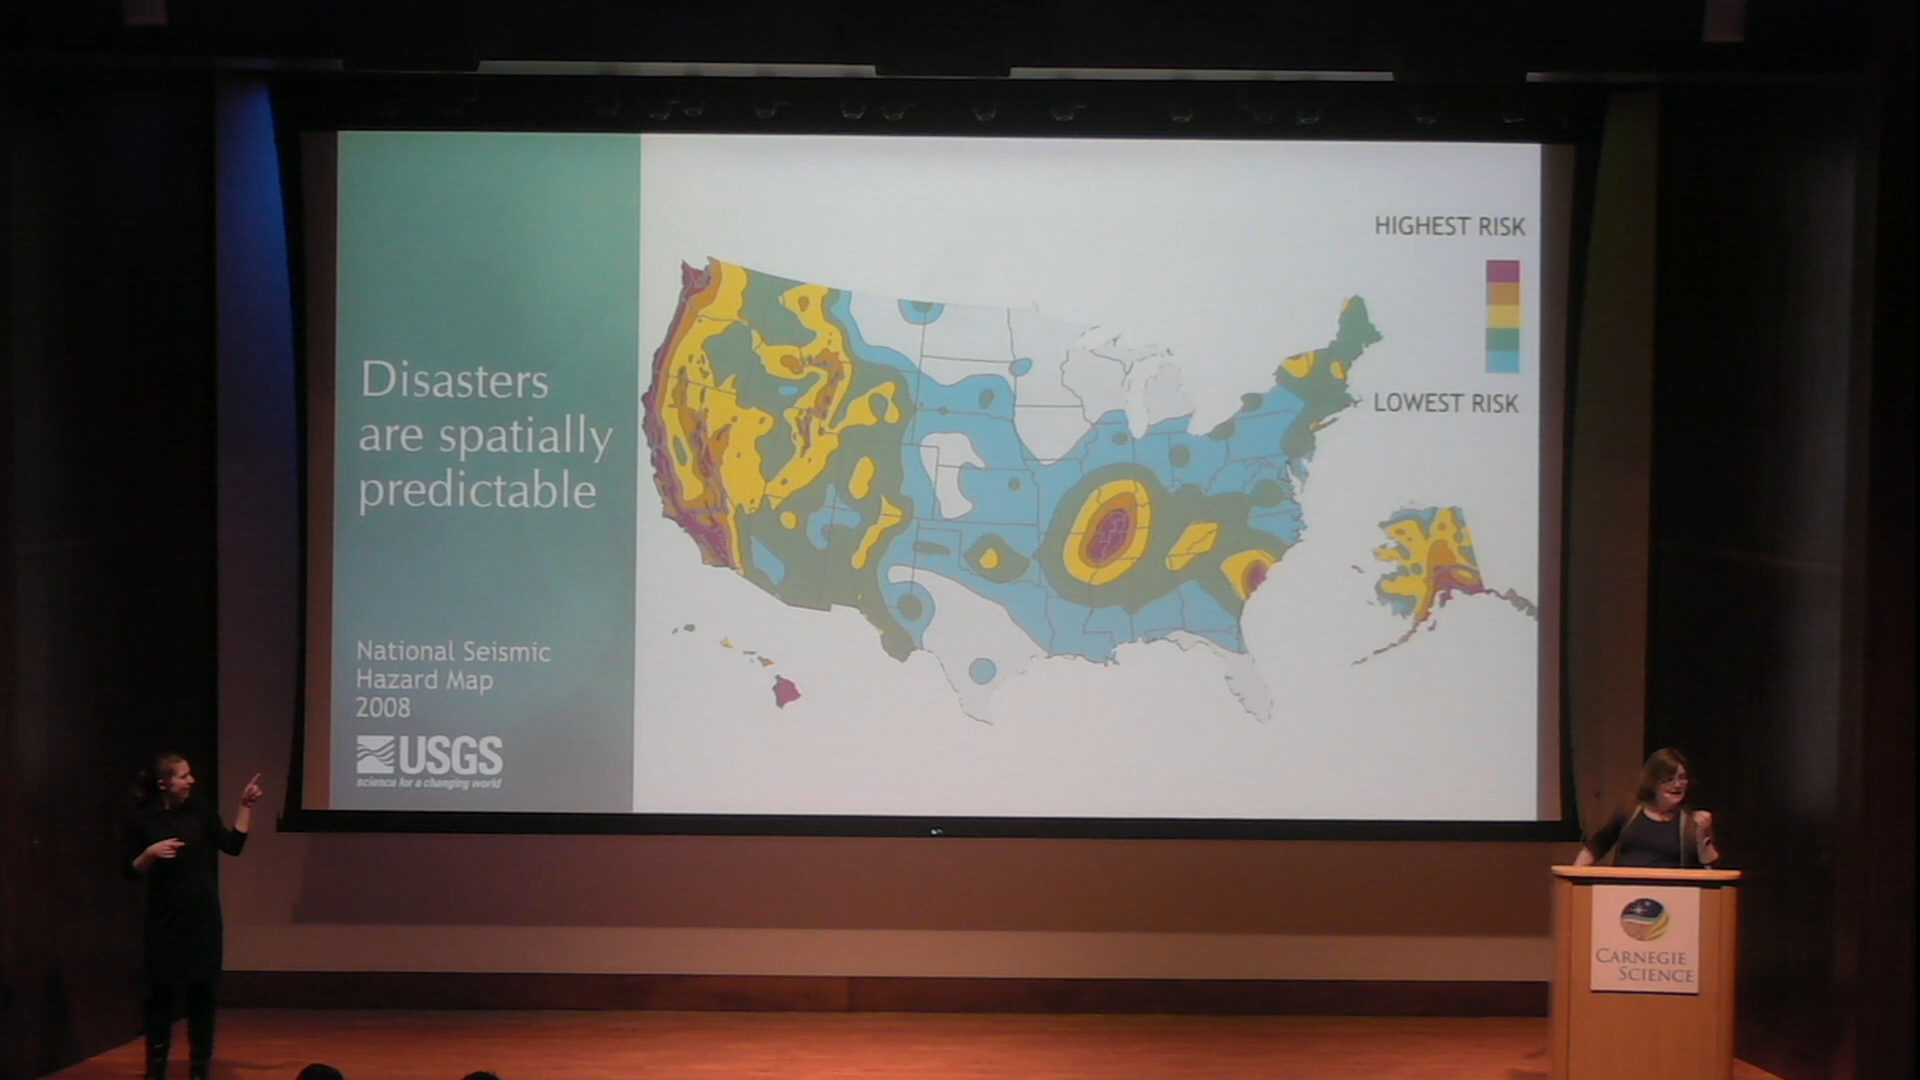 Disasters
are spatially
predictable
National Seismic
Hazard Map
2008
USGS
science for a changing world
HIGHEST RISK
LOWEST RISK
CARNEGIE
SCIENCE